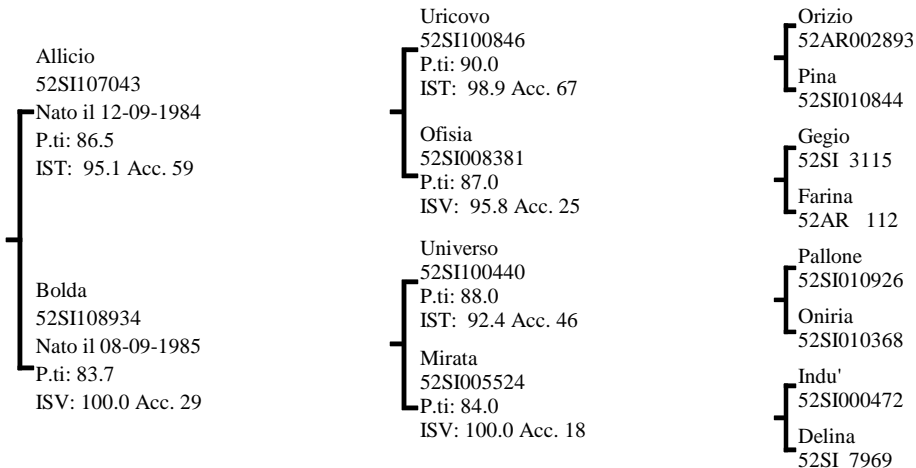 Allicio
52SI107043
Nato il 12-09-1984
P.ti: 86.5
IST: 95.1 Acc. 59
Bolda
52SI108934
Nato il 08-09-1985
P.ti: 83.7
ISV: 100.0 Acc. 29
Uricovo
52SI100846
P.ti: 90.0
IST: 98.9 Acc. 67
Ofisia
52SI008381
P.ti: 87.0
ISV: 95.8 Acc. 25
Universo
52SI100440
P.ti: 88.0
IST: 92.4 Acc. 46
Mirata
52SI005524
P.ti: 84.0
ISV: 100.0 Acc. 18
Orizio
52AR002893
Pina
52SI010844
Gegio
52SI 3115
Farina
52AR 112
Pallone
52SI010926
Oniria
52SI010368
Indu'
52SI000472
Delina
52SI 7969